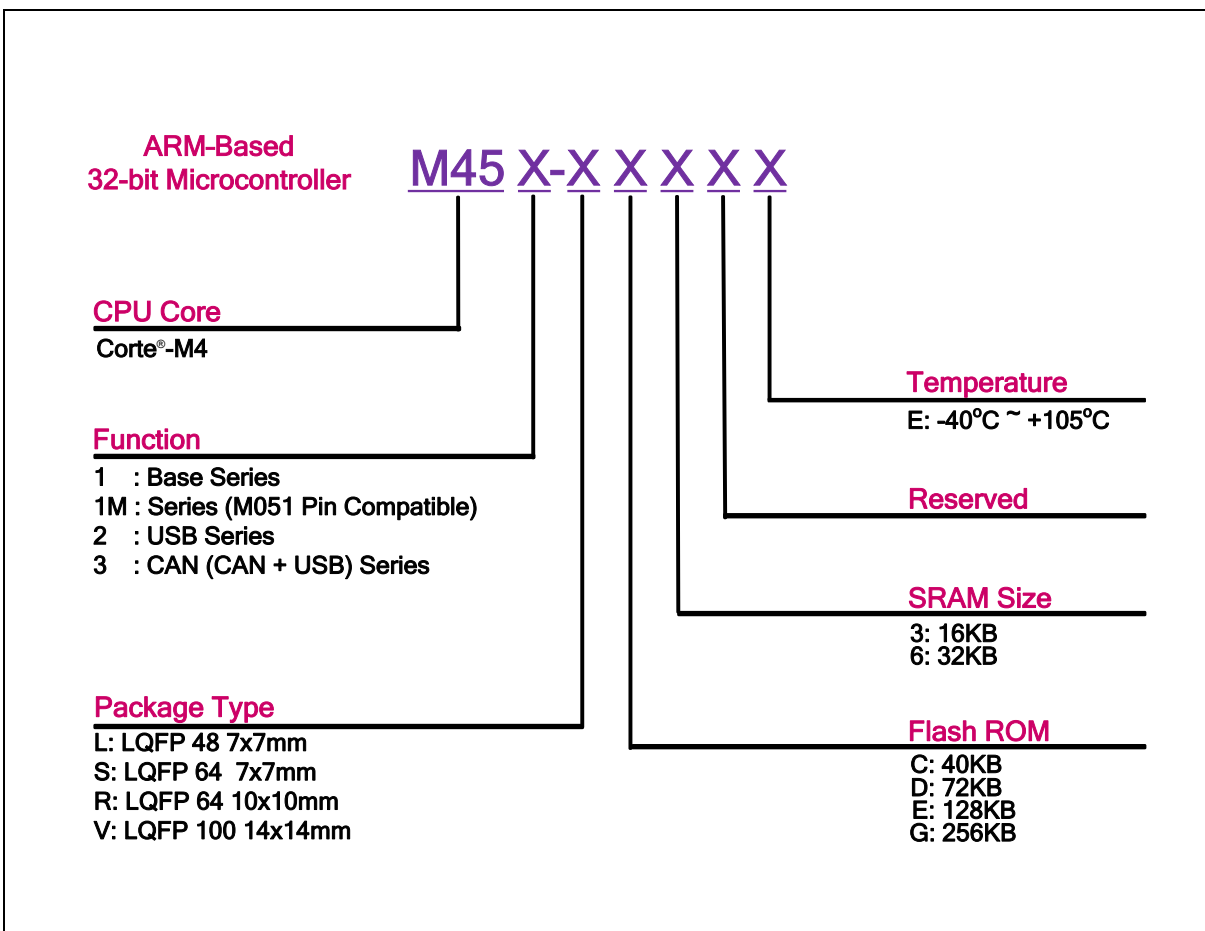 ARM-Based
32-bit Microcontroller
M45 X-X X X X X
CPU Core
Corte®-M4
Function
1 : Base Series
1M : Series (M051 Pin Compatible)
2 : USB Series
3 : CAN (CAN + USB) Series
Package Type
L: LQFP 48 7x7mm
S: LQFP 64 7x7mm
R: LQFP 64 10x10mm
V: LQFP 100 14x14mm
Temperature
E: -40°C ~ +105°C
Reserved
SRAM Size
3: 16KB
6: 32KB
Flash ROM
C: 40KB
D: 72KB
E: 128KB
G: 256KB